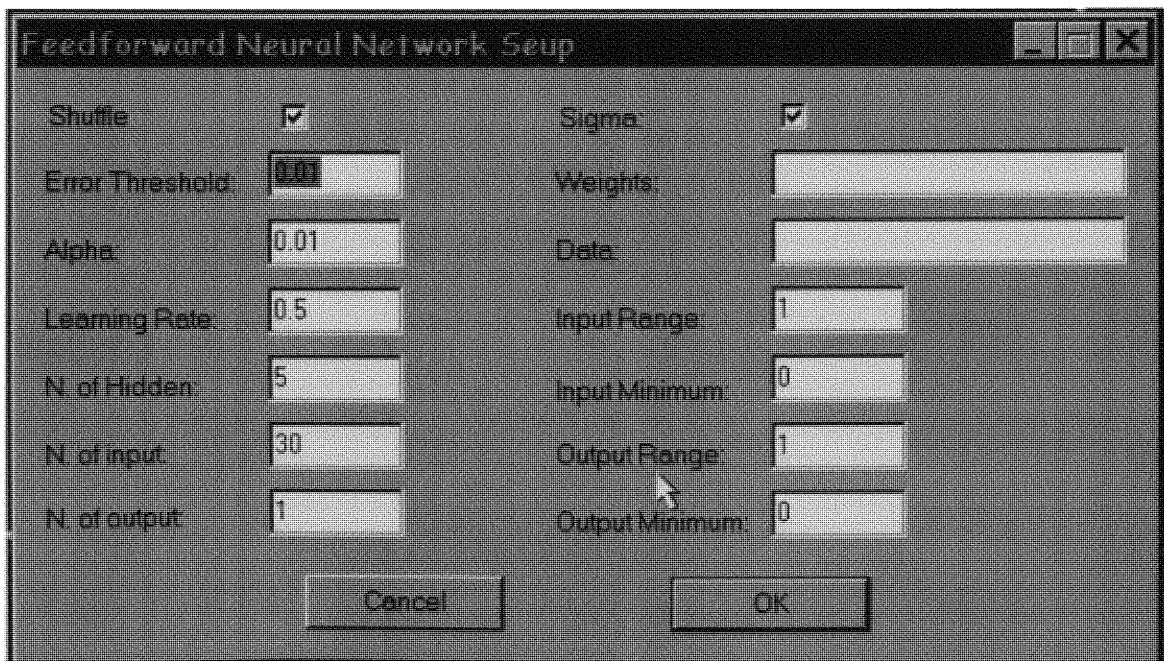 Feedforward Neural Network Seup
Shuffle
Sigma:
Error Threshold: 0.01
Weights:
Alpha: 0.01
Data:
Learning Rate: 0.5
Input Range: 1
N. of Hidden: 5
Input Minimum: 0
N. of input: 30
Output Range: 1
N. of output: 1
Output Minimum: 0
Cancel
OK